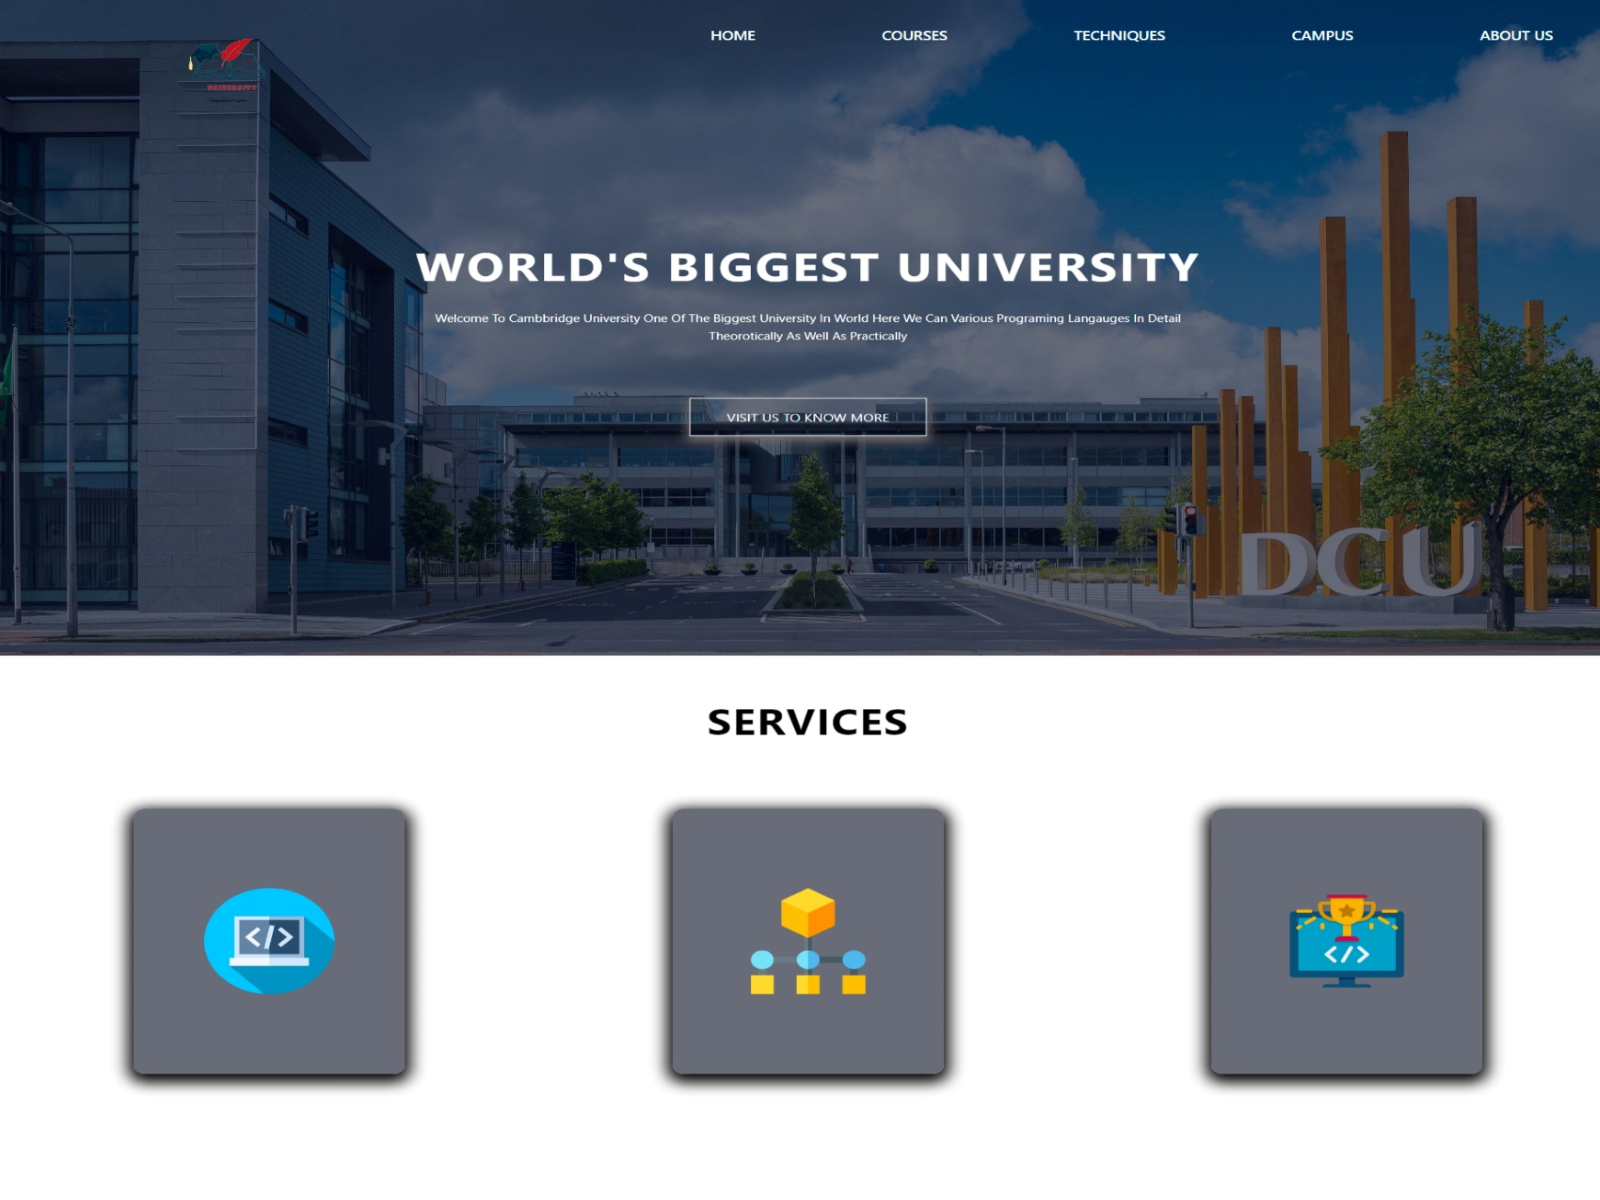 HOME COURSES TECHNIQUES CAMPUS ABOUT US
UNIVERSITY
WORLD'S BIGGEST UNIVERSITY
Welcome To Cambbridge University One Of The Biggest University In World Here We Can Various Programing Langauges In Detail
Theorotically As Well As Practically
VISIT US TO KNOW MORE
DCU
SERVICES